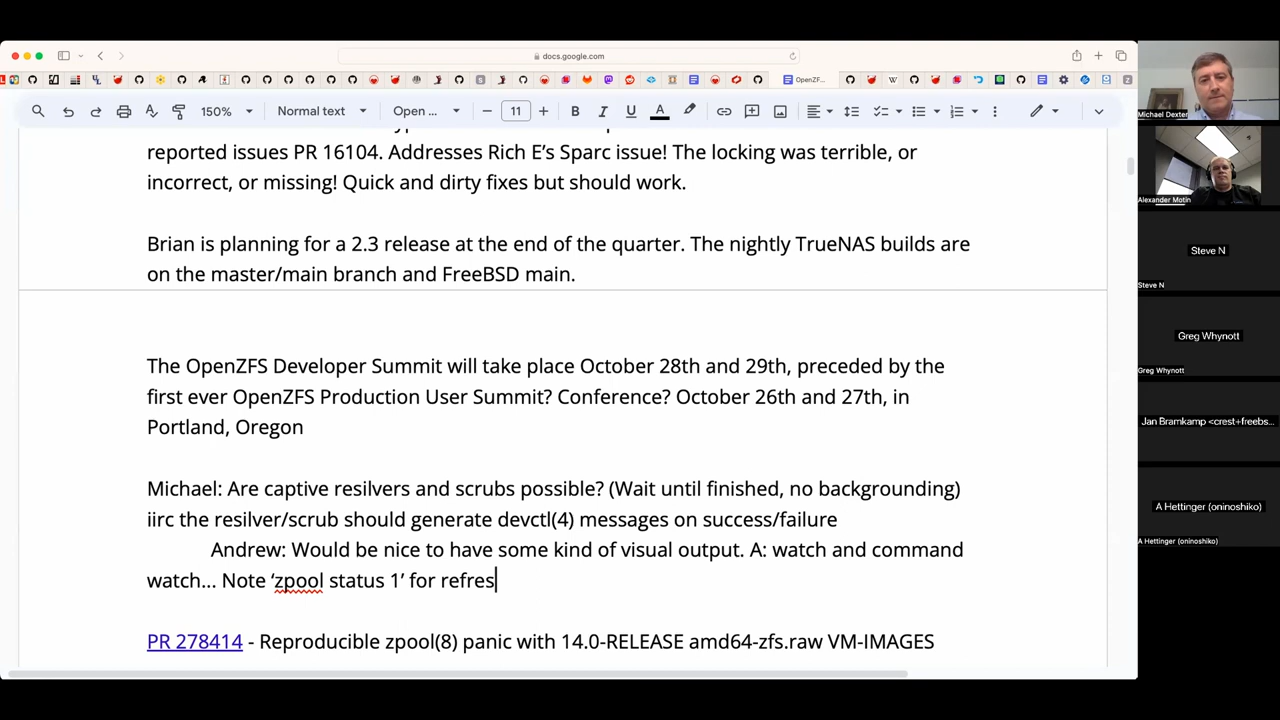 docs.google.com
OpenZF...
150%
Normal text
Open ...
11
reported issues PR 16104. Addresses Rich E’s Sparc issue! The locking was terrible, or
incorrect, or missing! Quick and dirty fixes but should work.
Brian is planning for a 2.3 release at the end of the quarter. The nightly TrueNAS builds are
on the master/main branch and FreeBSD main.
The OpenZFS Developer Summit will take place October 28th and 29th, preceded by the
first ever OpenZFS Production User Summit? Conference? October 26th and 27th, in
Portland, Oregon
Michael: Are captive resilvers and scrubs possible? (Wait until finished, no backgrounding)
iirc the resilver/scrub should generate devctl(4) messages on success/failure
Andrew: Would be nice to have some kind of visual output. A: watch and command
watch... Note ‘zpool status 1’ for refres
PR 278414 - Reproducible zpool(8) panic with 14.0-RELEASE amd64-zfs.raw VM-IMAGES
Michael Dexter
Alexander Motin
Steve N
Steve N
Greg Whynott
Greg Whynott
Jan Bramkamp <crest+freebs...
A Hettinger (oninoshiko)
A Hettinger (oninoshiko)